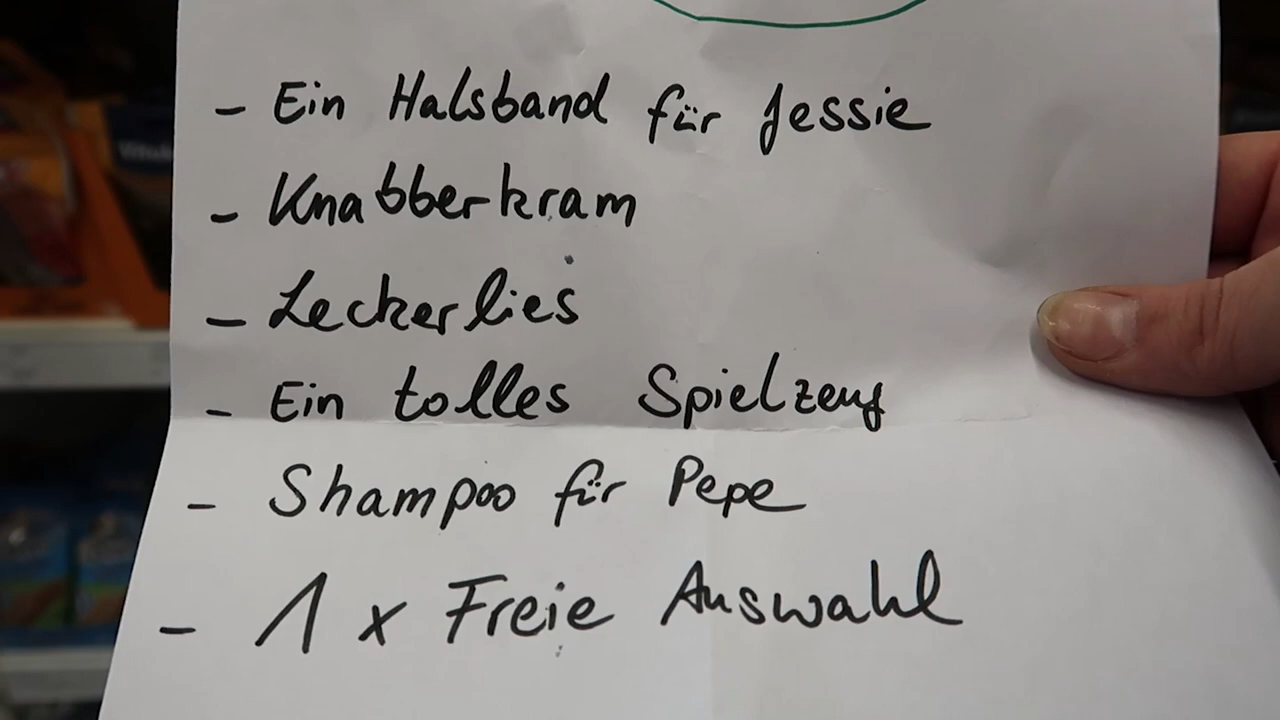 - Ein Halsband für Jessie
- Knabberkram
- Leckerlies
- Ein tolles Spielzeug
- Shampoo für Pepe
- 1 x Freie Auswahl